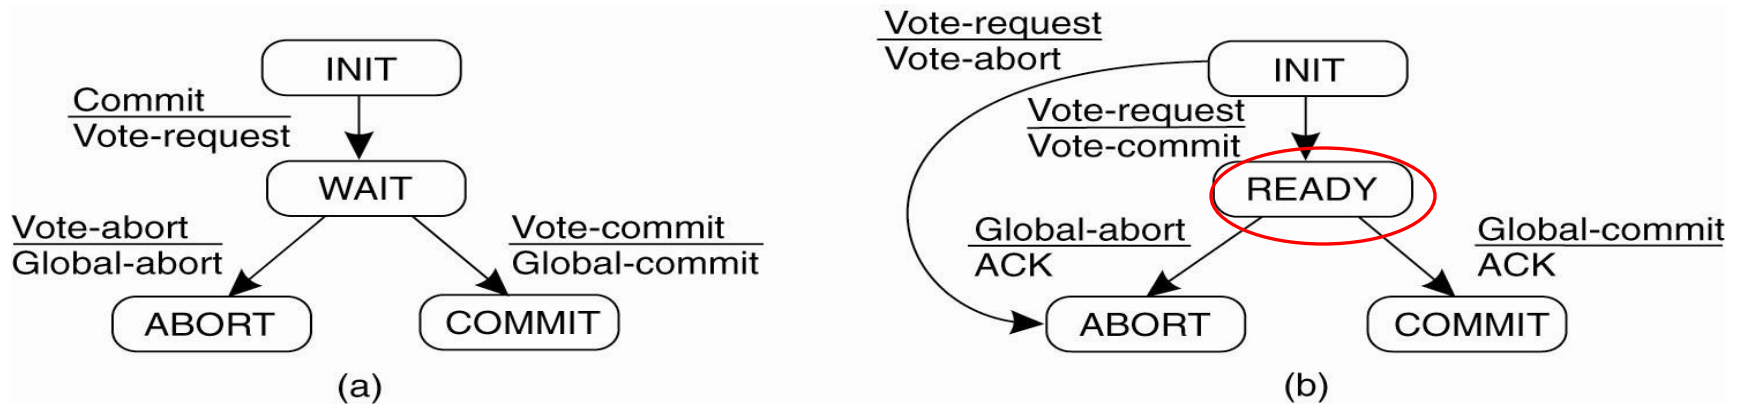 INIT
Commit
Vote-request
WAIT
Vote-abort
Global-abort
Vote-commit
Global-commit
ABORT
COMMIT
(a)
Vote-request
Vote-abort
INIT
Vote-request
Vote-commit
READY
Global-abort
ACK
Global-commit
ACK
ABORT
COMMIT
(b)